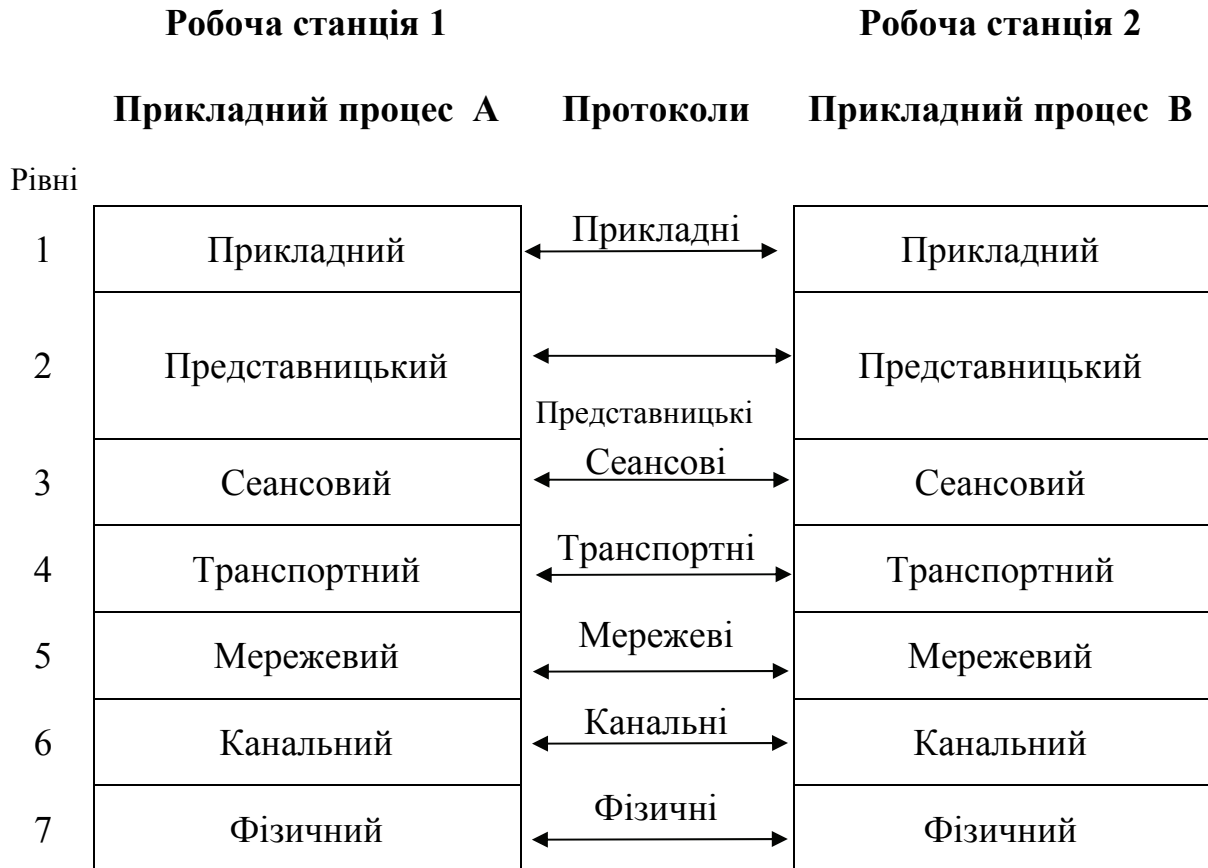 Робоча станція 1 Робоча станція 2
Прикладний процес А Протоколи Прикладний процес В
Рівні
1 Прикладний Прикладні Прикладний
2 Представницький Представницькі Представницький
3 Сеансовий Сеансові Сеансовий
4 Транспортний Транспортні Транспортний
5 Мережевий Мережеві Мережевий
6 Канальний Канальні Канальний
7 Фізичний Фізичні Фізичний